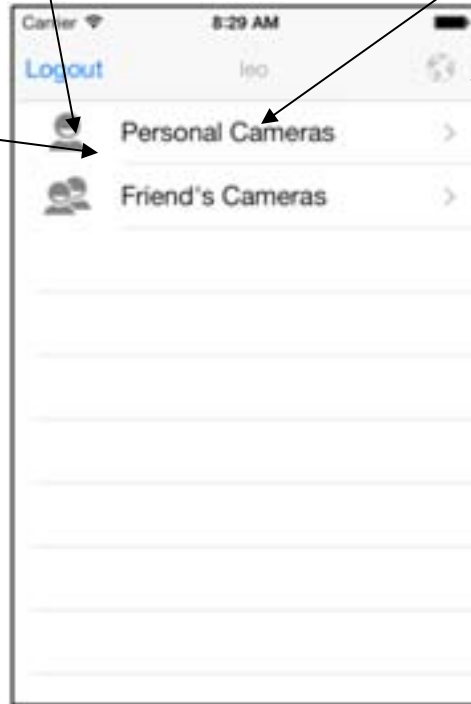 Carrier 8:29 AM
Logout leo
Personal Cameras
Friend's Cameras